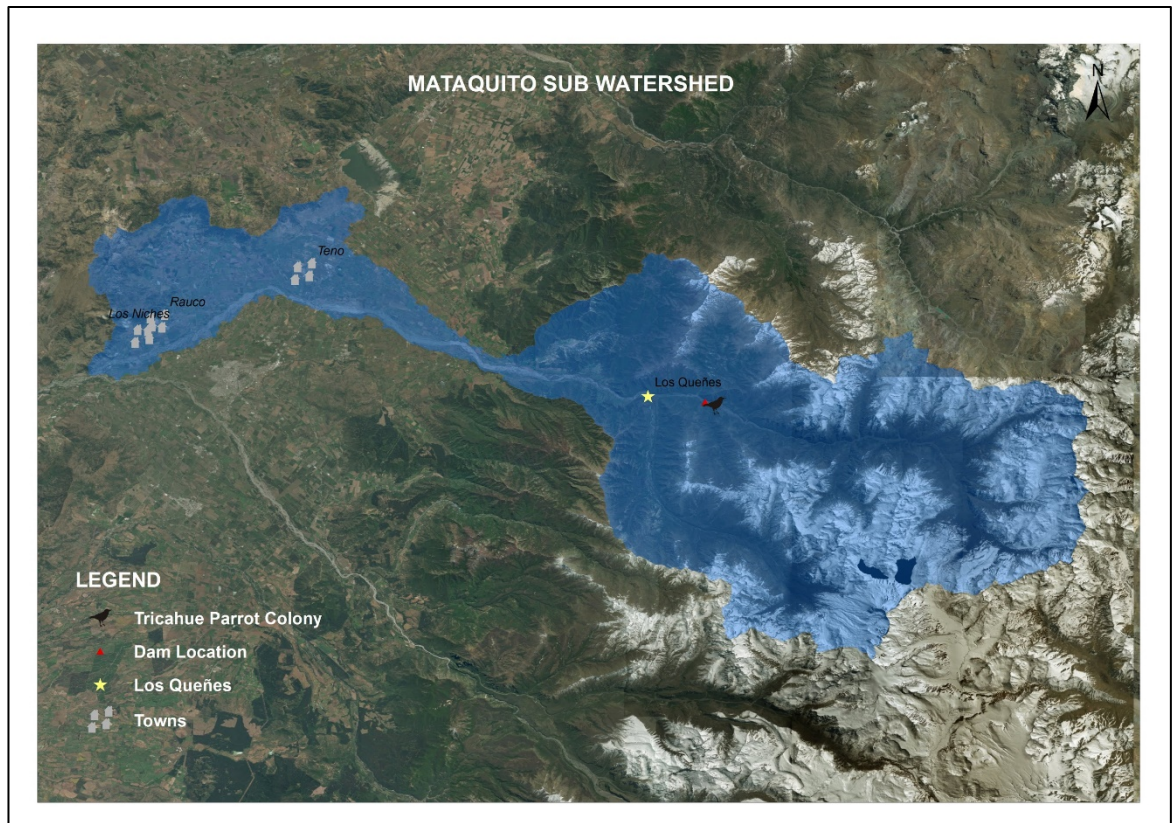 MATAQUITO SUB WATERSHED
N
Teno
Rauco
Los Niches
Los Queñes
LEGEND
Tricahue Parrot Colony
Dam Location
Los Queñes
Towns